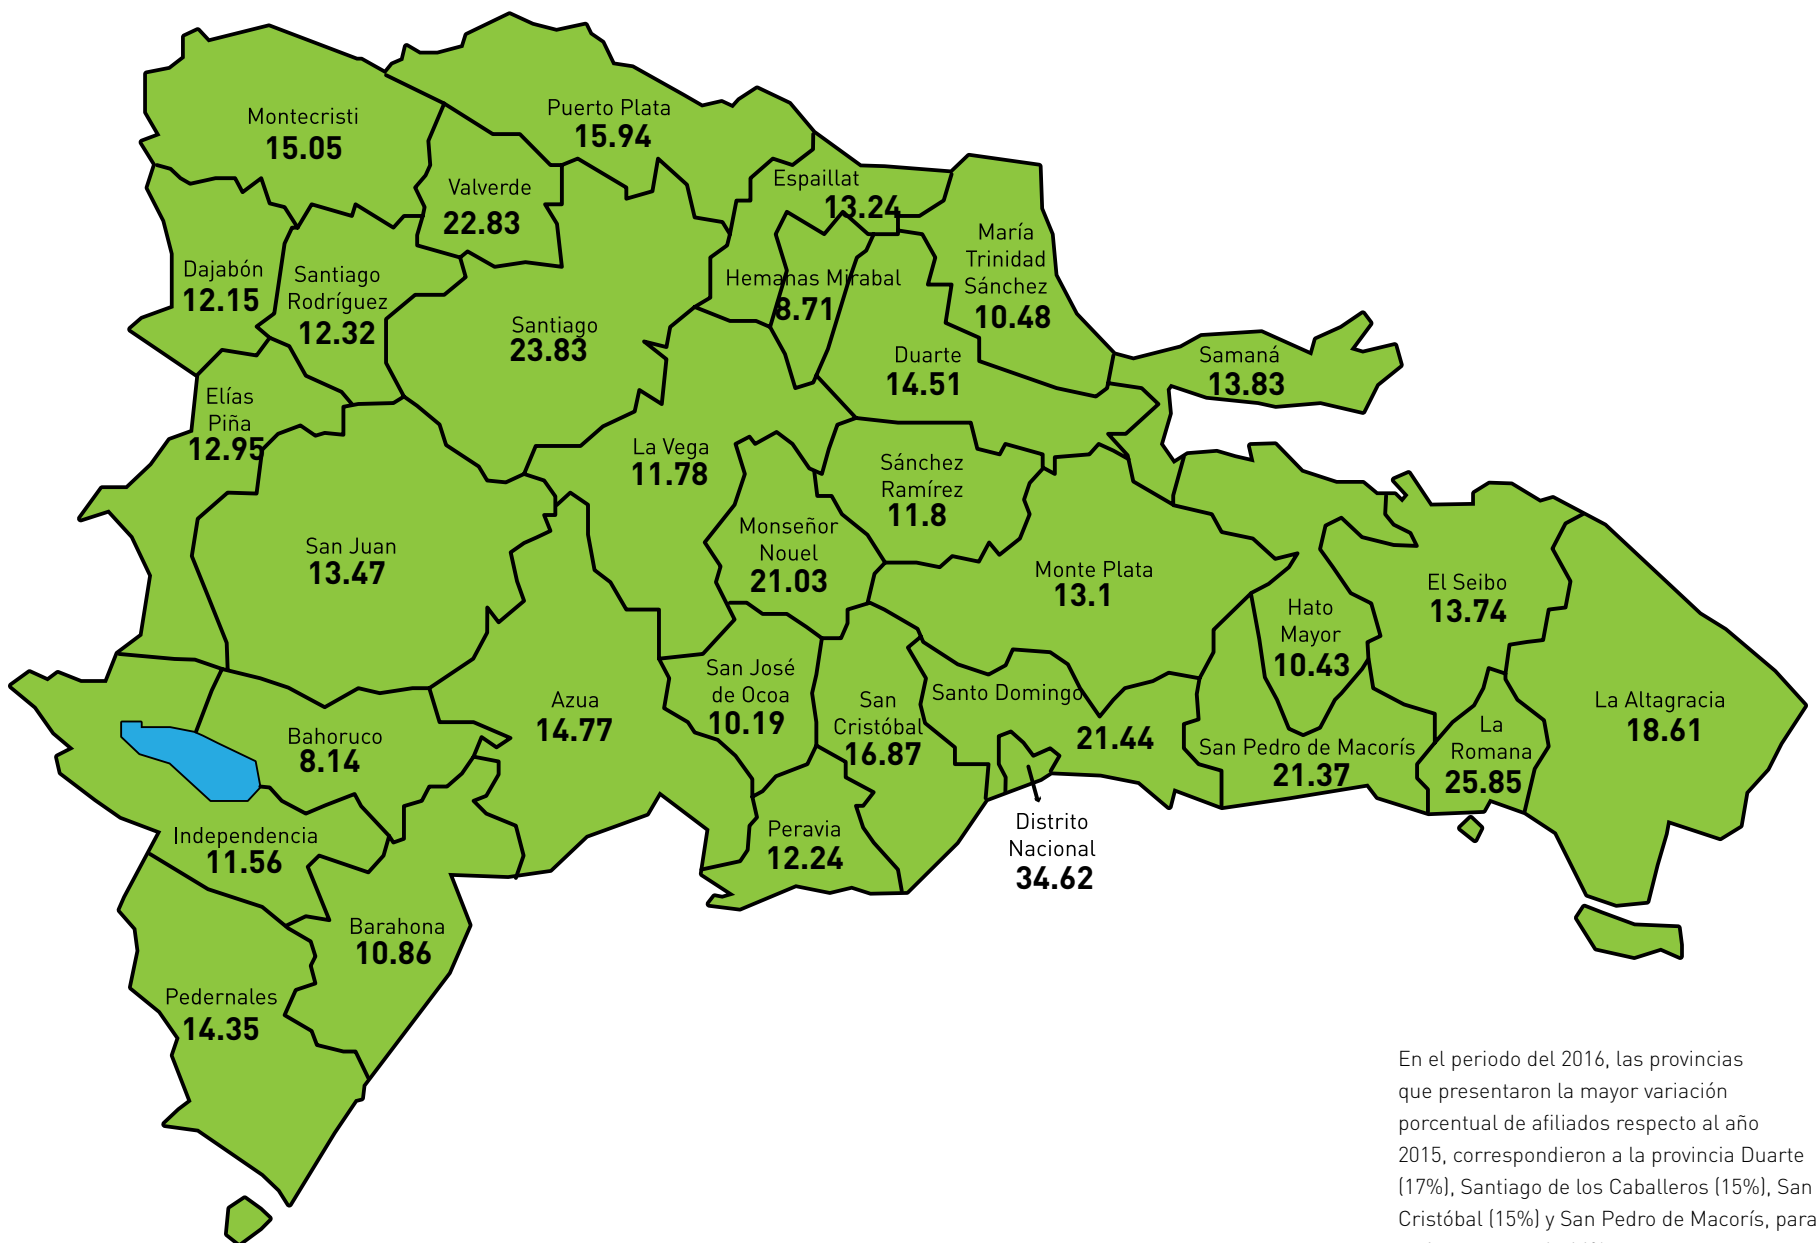 Montecristi
15.05
Puerto Plata
15.94
Valverde
22.83
Espaillat
13.24
María
Trinidad
Sánchez
10.48
Dajabón
12.15
Santiago
Rodríguez
12.32
Santiago
23.83
Hemanas Mirabal
8.71
Duarte
14.51
Samaná
13.83
Elías
Piña
12.95
La Vega
11.78
Sánchez
Ramírez
11.8
Monseñor
Nouel
21.03
San Juan
13.47
Monte Plata
13.1
Hato
Mayor
10.43
El Seibo
13.74
La Altagracia
18.61
Azua
14.77
San José
de Ocoa
10.19
San
Cristóbal
16.87
Santo Domingo
21.44
San Pedro de Macorís
21.37
La
Romana
25.85
Bahoruco
8.14
Independencia
11.56
Peravia
12.24
Distrito
Nacional
34.62
Barahona
10.86
Pedernales
14.35
En el periodo del 2016, las provincias
que presentaron la mayor variación
porcentual de afiliados respecto al año
2015, correspondieron a la provincia Duarte
(17%), Santiago de los Caballeros (15%), San
Cristóbal (15%) y San Pedro de Macorís, para